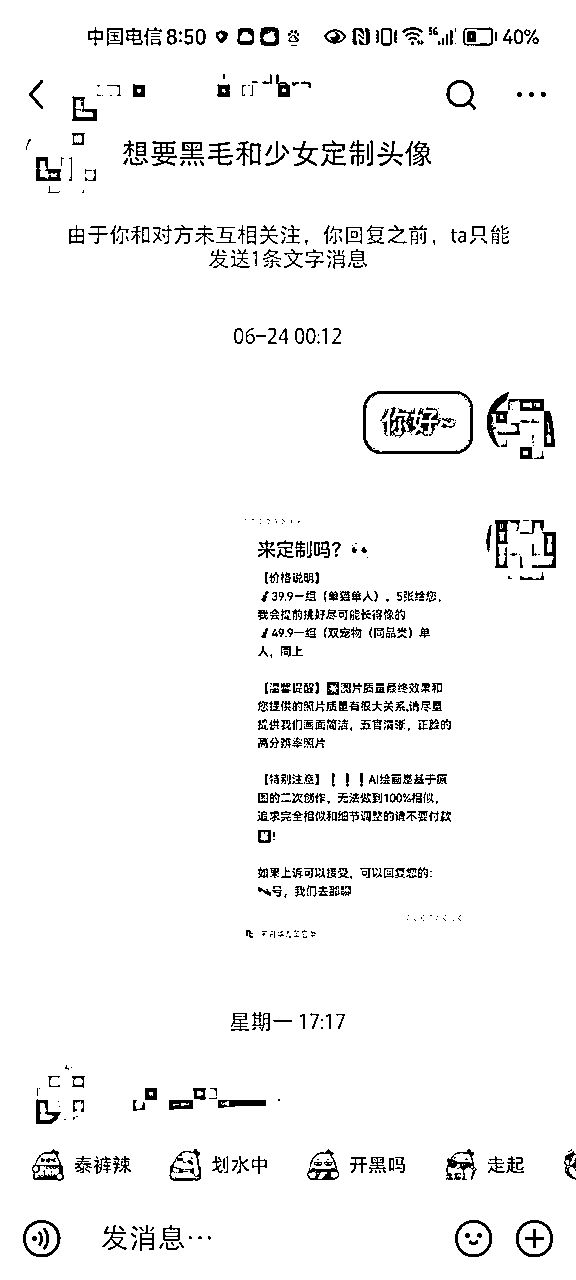 中国电信 8:50 5G 40%
想要黑毛和少女定制头像
由于你和对方未互相关注，你回复之前，ta只能
发送1条文字消息
06-24 00:12
你好~
来定制吗？
【价格说明】
39.9一组（单猫单人），5张给您，
我会提前挑好尽可能长得像的
49.9一组（双宠物（同品类）单
人，同上
【温馨提醒】图片质量最终效果和
您提供的照片质量有很大关系，请尽量
提供我们画面简洁，五官清晰，正脸的
高分辨率照片
【特别注意】❗❗❗AI绘画是基于原
图的二次创作，无法做到100%相似，
追求完全相似和细节调整的请不要付款
!
如果上诉可以接受，可以回复您的：
号，我们去那聊
星期一 17:17
泰裤辣 划水中 开黑吗 走起
发消息…